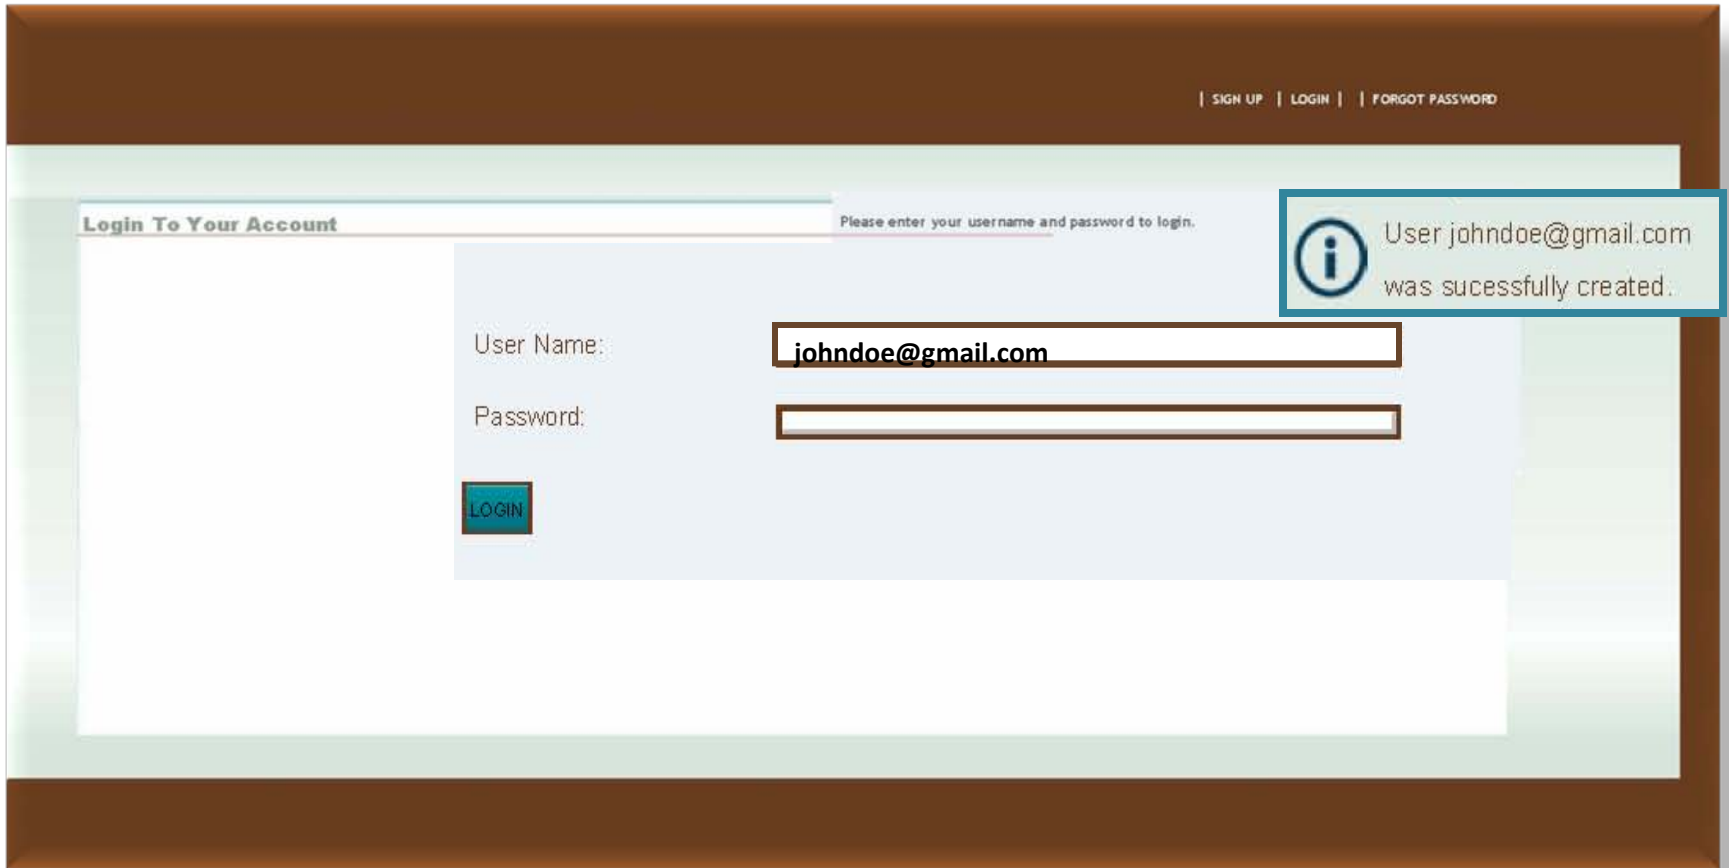 | SIGN UP | LOGIN | | FORGOT PASSWORD
Login To Your Account
Please enter your username and password to login.
User johndoe@gmail.com
was sucessfully created.
User Name:
johndoe@gmail.com
Password:
LOGIN